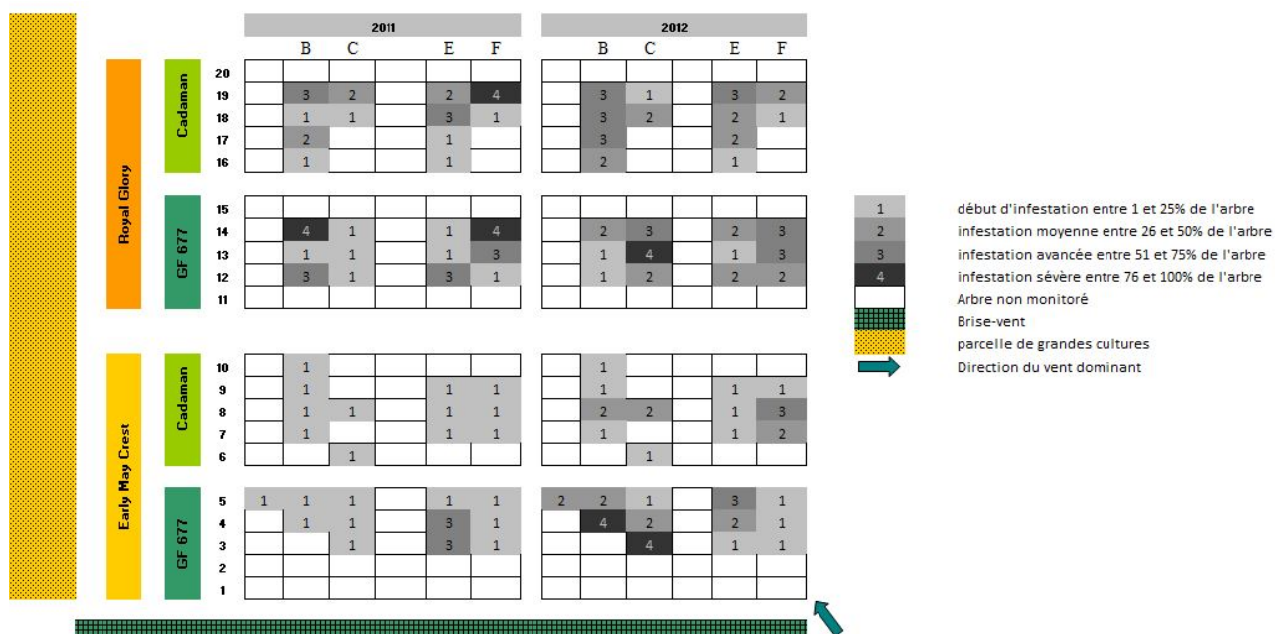 2011 2012
B C E F B C E F
20
19 3 2 2 4 3 1 3 2
18 1 1 3 1 3 2 2 1
17 2 1 3 2
16 1 1 2 1
Cadaman
Royal Glory
15
14 4 1 1 4 2 3 2 3
13 1 1 1 3 1 4 1 3
12 3 1 3 1 1 2 2 2
11
GF 677
10 1 1
9 1 1 1 1 1 1
8 1 1 1 1 2 2 1 3
7 1 1 1 1 1 2
6 1 1
Cadaman
Early May Crest
5 1 1 1 1 1 2 2 1 3 1
4 1 1 3 1 4 2 2 1
3 1 3 1 4 1 1
2
1
GF 677
1 début d'infestation entre 1 et 25% de l'arbre
2 infestation moyenne entre 26 et 50% de l'arbre
3 infestation avancée entre 51 et 75% de l'arbre
4 infestation sévère entre 76 et 100% de l'arbre
Arbre non monitoré
Brise-vent
parcelle de grandes cultures
Direction du vent dominant